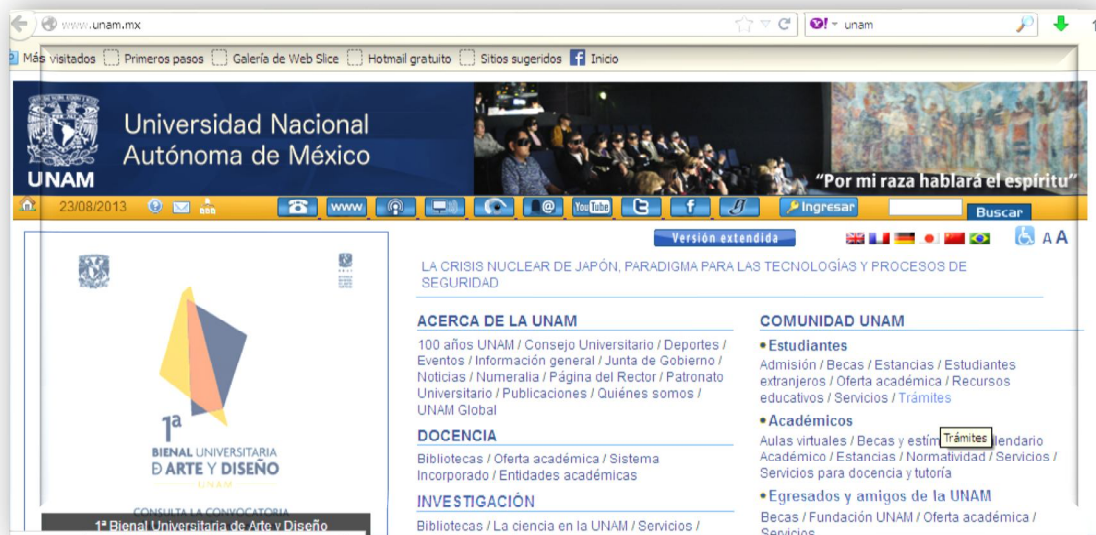 www.unam.mx
unam
Más visitados Primeros pasos Galería de Web Slice Hotmail gratuito Sitios sugeridos Inicio
Universidad Nacional
Autónoma de México
UNAM
"Por mi raza hablará el espíritu"
23/08/2013 www You Tube f Ingresar Buscar
Versión extendida A A
LA CRISIS NUCLEAR DE JAPÓN, PARADIGMA PARA LAS TECNOLOGÍAS Y PROCESOS DE
SEGURIDAD
1a
BIENAL UNIVERSITARIA
D ARTE Y DISEÑO
UNAM
CONSULTA LA CONVOCATORIA
1ª Bienal Universitaria de Arte y Diseño
ACERCA DE LA UNAM
100 años UNAM / Consejo Universitario / Deportes /
Eventos / Información general / Junta de Gobierno /
Noticias / Numeralia / Página del Rector / Patronato
Universitario / Publicaciones / Quiénes somos /
UNAM Global
DOCENCIA
Bibliotecas / Oferta académica / Sistema
Incorporado / Entidades académicas
INVESTIGACIÓN
Bibliotecas / La ciencia en la UNAM / Servicios /
COMUNIDAD UNAM
• Estudiantes
Admisión / Becas / Estancias / Estudiantes
extranjeros / Oferta académica / Recursos
educativos / Servicios / Trámites
• Académicos
Trámites
Aulas virtuales / Becas y estím lendario
Académico / Estancias / Normatividad / Servicios /
Servicios para docencia y tutoría
• Egresados y amigos de la UNAM
Becas / Fundación UNAM / Oferta académica /
Servicios